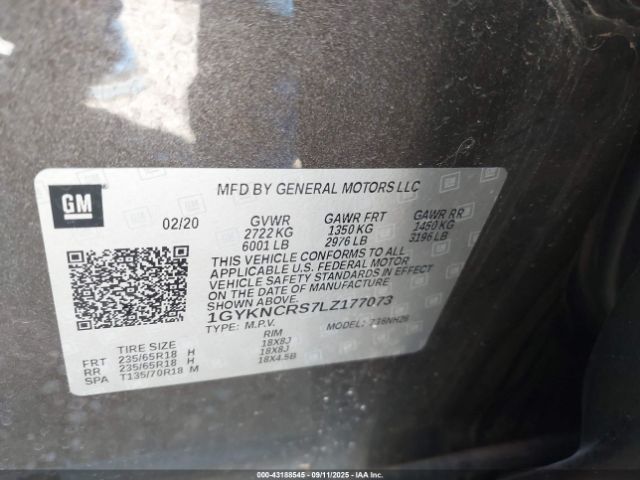 GM
MFD BY GENERAL MOTORS LLC
02/20 GVWR GAWR FRT GAWR RR
2722 KG 1350 KG 1450 KG
6001 LB 2976 LB 3196 LB
THIS VEHICLE CONFORMS TO ALL
APPLICABLE U.S. FEDERAL MOTOR
VEHICLE SAFETY STANDARDS IN EFFECT
ON THE DATE OF MANUFACTURE
SHOWN ABOVE.
1GYKNCRS7LZ177073
TYPE: M.P.V. MODEL:
TIRE SIZE RIM
FRT 235/65R18 H 18X8J
RR 235/65R18 H 18X8J
SPA T135/70R18 M 18X4.5B
000-43188545 - 09/11/2025 - IAA Inc.